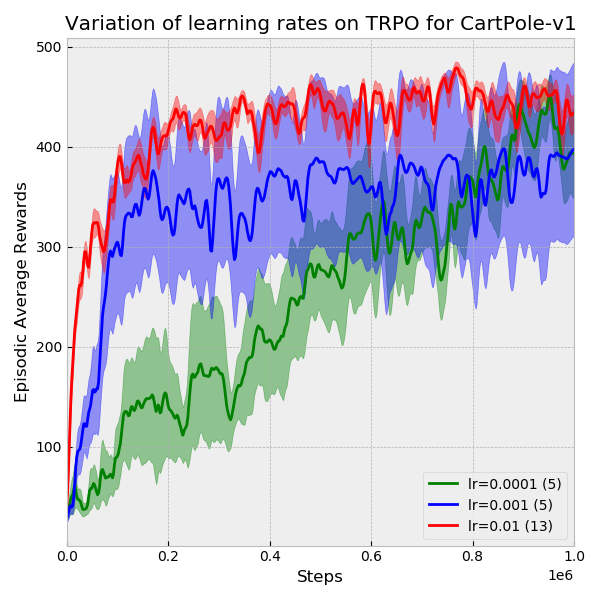 Variation of learning rates on TRPO for CartPole-v1
Episodic Average Rewards
500
400
300
200
100
0.0 0.2 0.4 0.6 0.8 1.0
1e6
Steps
lr=0.0001 (5)
lr=0.001 (5)
lr=0.01 (13)